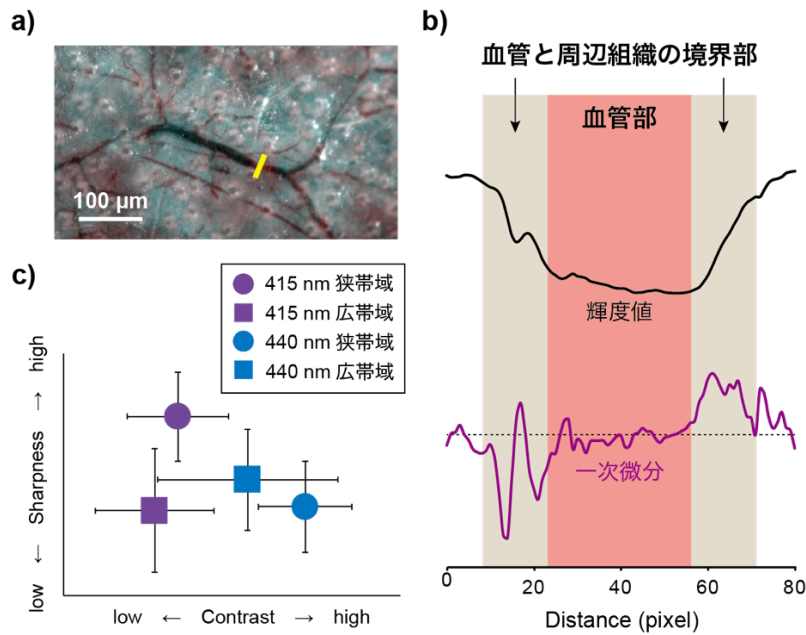 a)
100 µm
b)
血管と周辺組織の境界部
血管部
輝度値
一次微分
0 20 40 60 80
Distance (pixel)
c)
415 nm 狭帯域
415 nm 広帯域
440 nm 狭帯域
440 nm 広帯域
low ← Sharpness → high
low ← Contrast → high